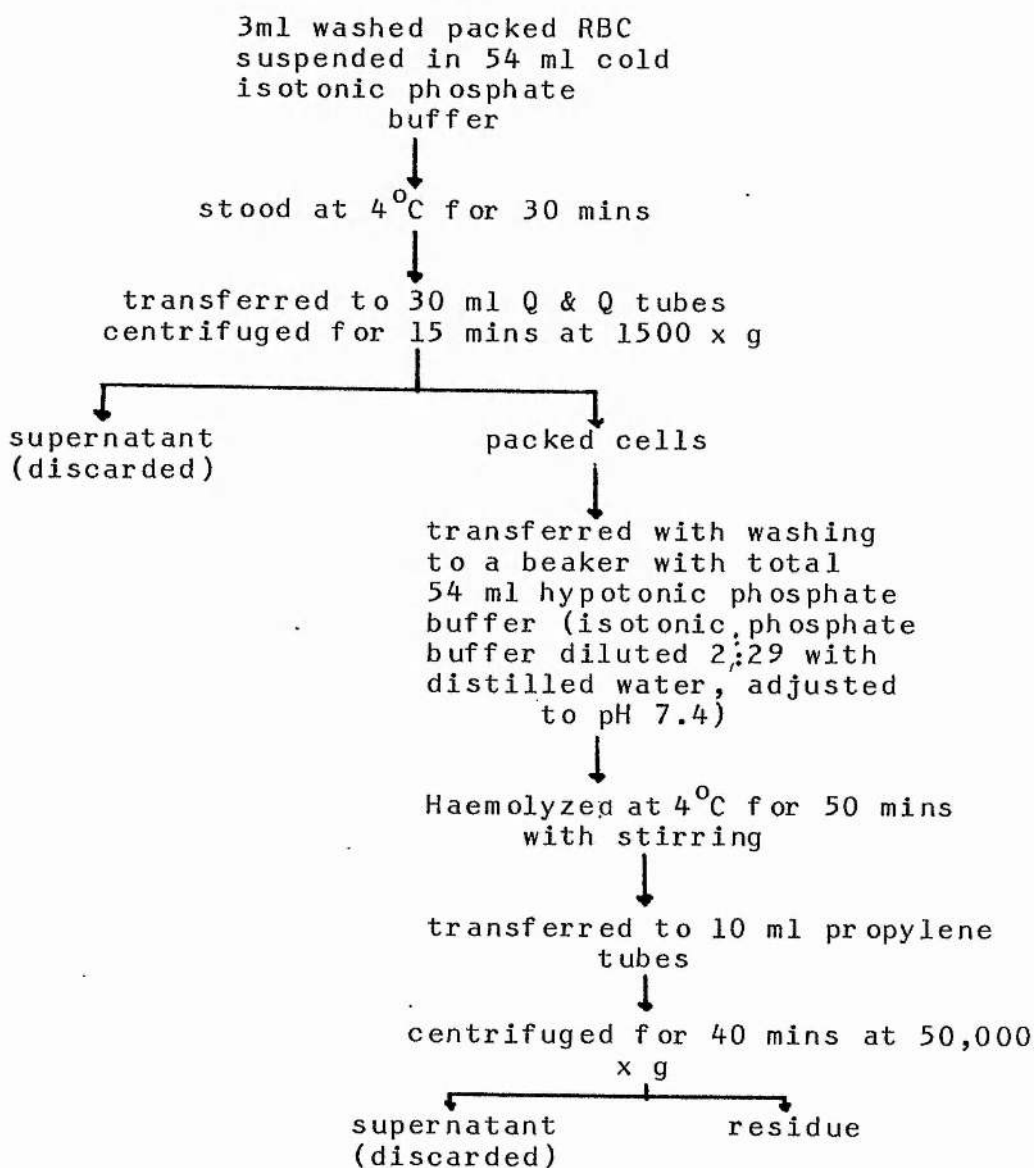 3ml washed packed RBC
suspended in 54 ml cold
isotonic phosphate
buffer
stood at 4°C for 30 mins
transferred to 30 ml Q & Q tubes
centrifuged for 15 mins at 1500 x g
supernatant
(discarded)
packed cells
transferred with washing
to a beaker with total
54 ml hypotonic phosphate
buffer (isotonic phosphate
buffer diluted 2:29 with
distilled water, adjusted
to pH 7.4)
Haemolyzed at 4°C for 50 mins
with stirring
transferred to 10 ml propylene
tubes
centrifuged for 40 mins at 50,000
x g
supernatant
(discarded)
residue